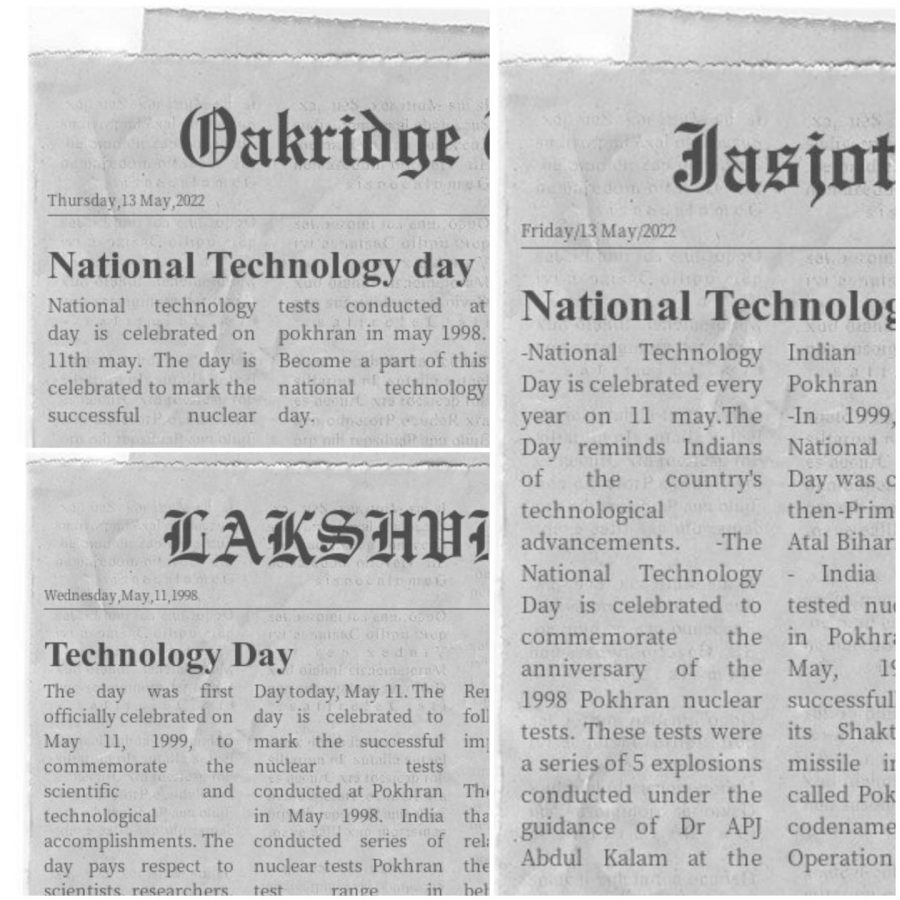 Oakridge
Thursday,13 May,2022
National Technology day
National technology
day is celebrated on
11th may. The day is
celebrated to mark the
successful nuclear
tests conducted at
pokhran in may 1998.
Become a part of this
national technology
day.
LAKSHVI
Wednesday,May,11,1998.
Technology Day
The day was first
officially celebrated on
May 11, 1999, to
commemorate the
scientific and
technological
accomplishments. The
day pays respect to
scientists, researchers,
Day today, May 11. The
day is celebrated to
mark the successful
nuclear tests
conducted at Pokhran
in May 1998. India
conducted series of
nuclear tests Pokhran
test range in
Jasjot
Friday/13 May/2022
National Technolog
-National Technology
Day is celebrated every
year on 11 may.The
Day reminds Indians
of the country's
technological
advancements. -The
National Technology
Day is celebrated to
commemorate the
anniversary of the
1998 Pokhran nuclear
tests. These tests were
a series of 5 explosions
conducted under the
guidance of Dr APJ
Abdul Kalam at the
Indian
Pokhran
-In 1999,
National
Day was c
then-Prim
Atal Bihar
- India
tested nu
in Pokhr
May, 19
successful
its Shakt
missile i
called Pok
codename
Operation